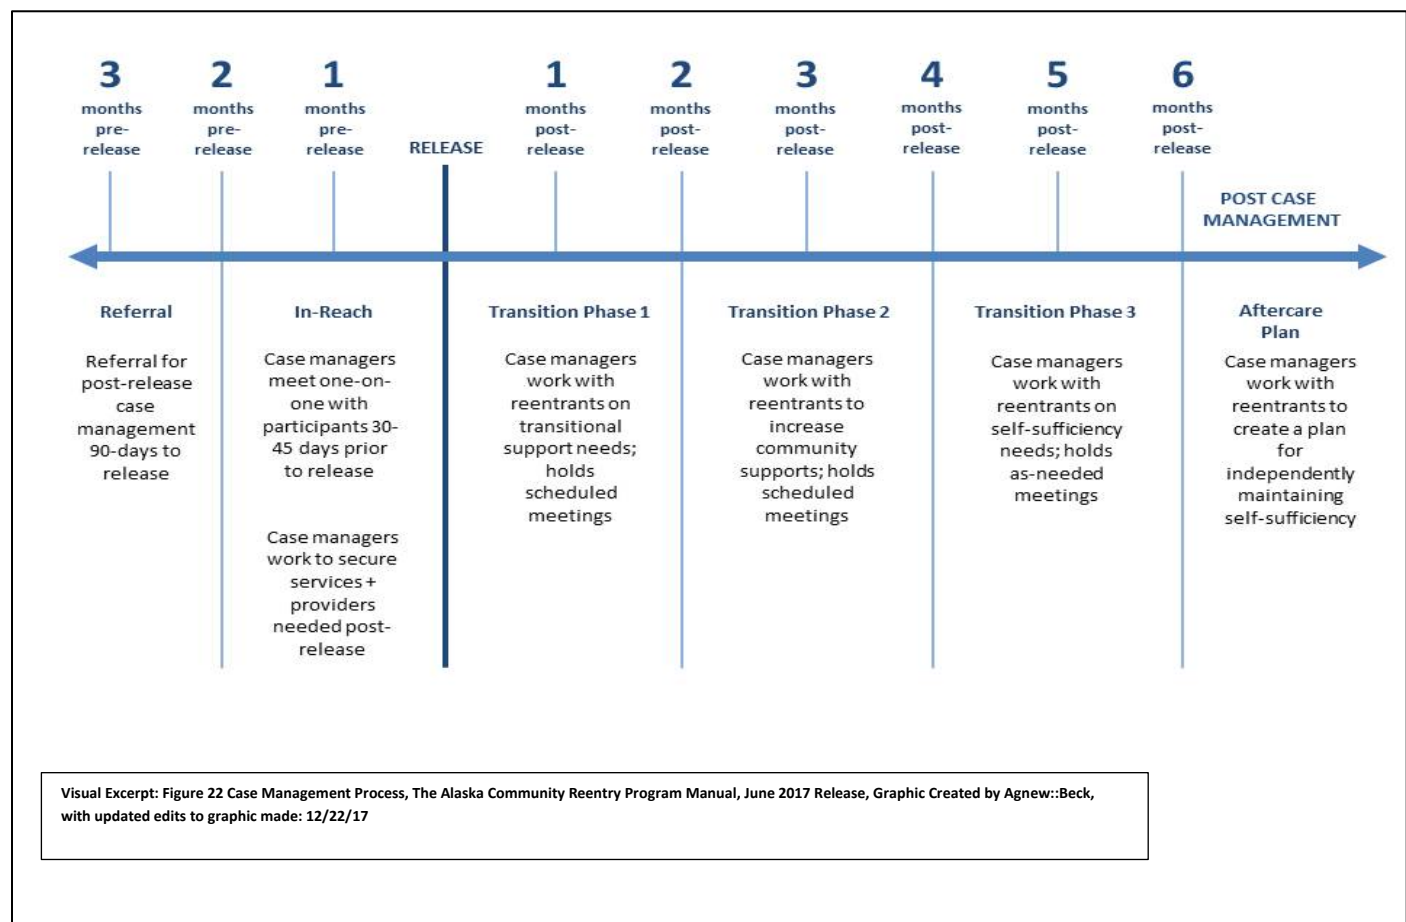 3
months
pre-
release
2
months
pre-
release
1
months
pre-
release
RELEASE
1
months
post-
release
2
months
post-
release
3
months
post-
release
4
months
post-
release
5
months
post-
release
6
months
post-
release
POST CASE
MANAGEMENT
Referral
Referral for
post-release
case
management
90-days to
release
In-Reach
Case managers
meet one-on-
one with
participants 30-
45 days prior
to release
Case managers
work to secure
services +
providers
needed post-
release
Transition Phase 1
Case managers
work with
reentrants on
transitional
support needs;
holds
scheduled
meetings
Transition Phase 2
Case managers
work with
reentrants to
increase
community
supports; holds
scheduled
meetings
Transition Phase 3
Case managers
work with
reentrants on
self-sufficiency
needs; holds
as-needed
meetings
Aftercare
Plan
Case managers
work with
reentrants to
create a plan
for
independently
maintaining
self-sufficiency
Visual Excerpt: Figure 22 Case Management Process, The Alaska Community Reentry Program Manual, June 2017 Release, Graphic Created by Agnew::Beck,
with updated edits to graphic made: 12/22/17